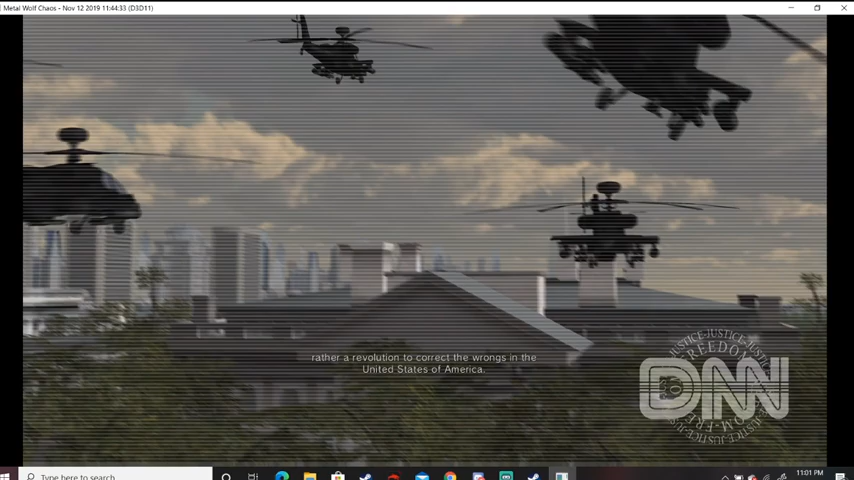 Metal Wolf Chaos - Nov 12 2019 11:44:33 (D3D11)
rather a revolution to correct the wrongs in the
United States of America.
JUSTICE-JUSTICE-JUSTICE
FREEDOM
DNN
Type here to search
11:01 PM